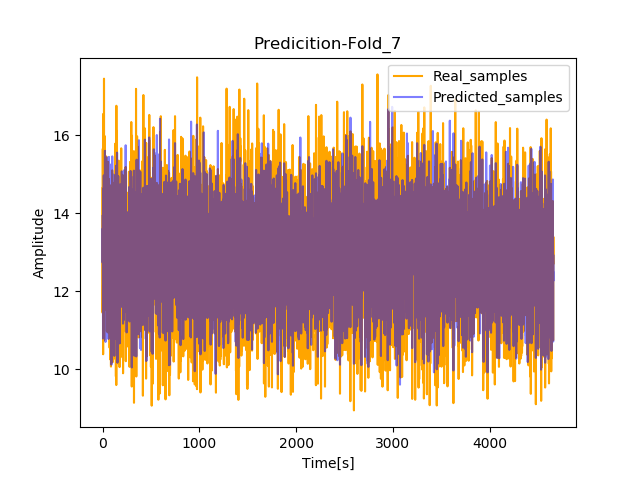 Predicition-Fold_7
Real_samples
Predicted_samples
16
14
12
10
Amplitude
0 1000 2000 3000 4000
Time[s]